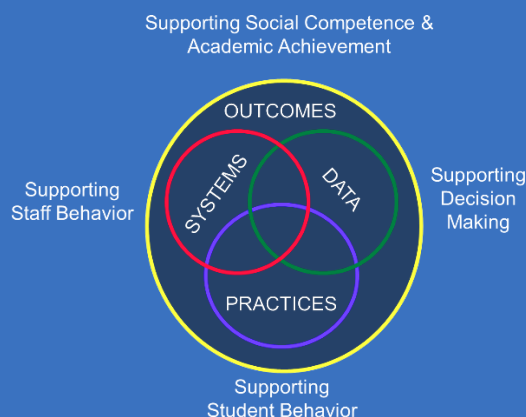 Supporting Social Competence &
Academic Achievement
OUTCOMES
SYSTEMS
DATA
Supporting
Staff Behavior
Supporting
Decision
Making
PRACTICES
Supporting
Student Behavior